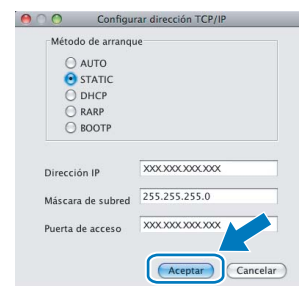 Configurar dirección TCP/IP
Método de arranque
AUTO
STATIC
DHCP
RARP
BOOTP
Dirección IP XXX.XXX.XXX.XXX
Máscara de subred 255.255.255.0
Puerta de acceso XXX.XXX.XXX.XXX
Aceptar Cancelar